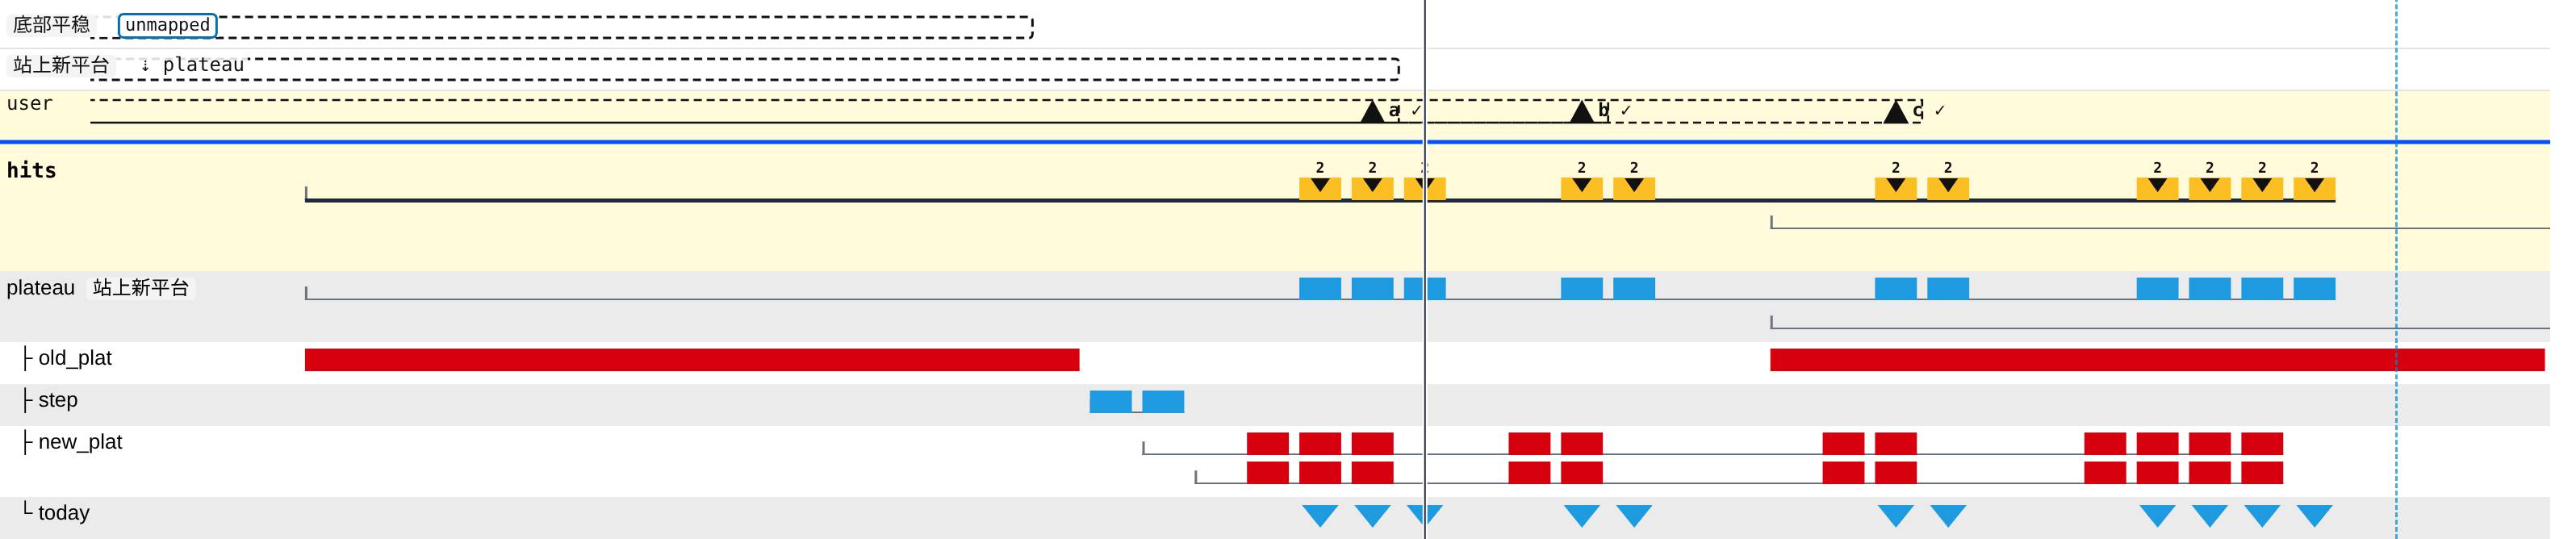 底部平稳 unmapped
站上新平台 ⇣ plateau
user a ✓ b ✓ c ✓
hits 2 2 2 2 2 2 2 2 2 2
plateau 站上新平台
├ old_plat
├ step
├ new_plat
└ today